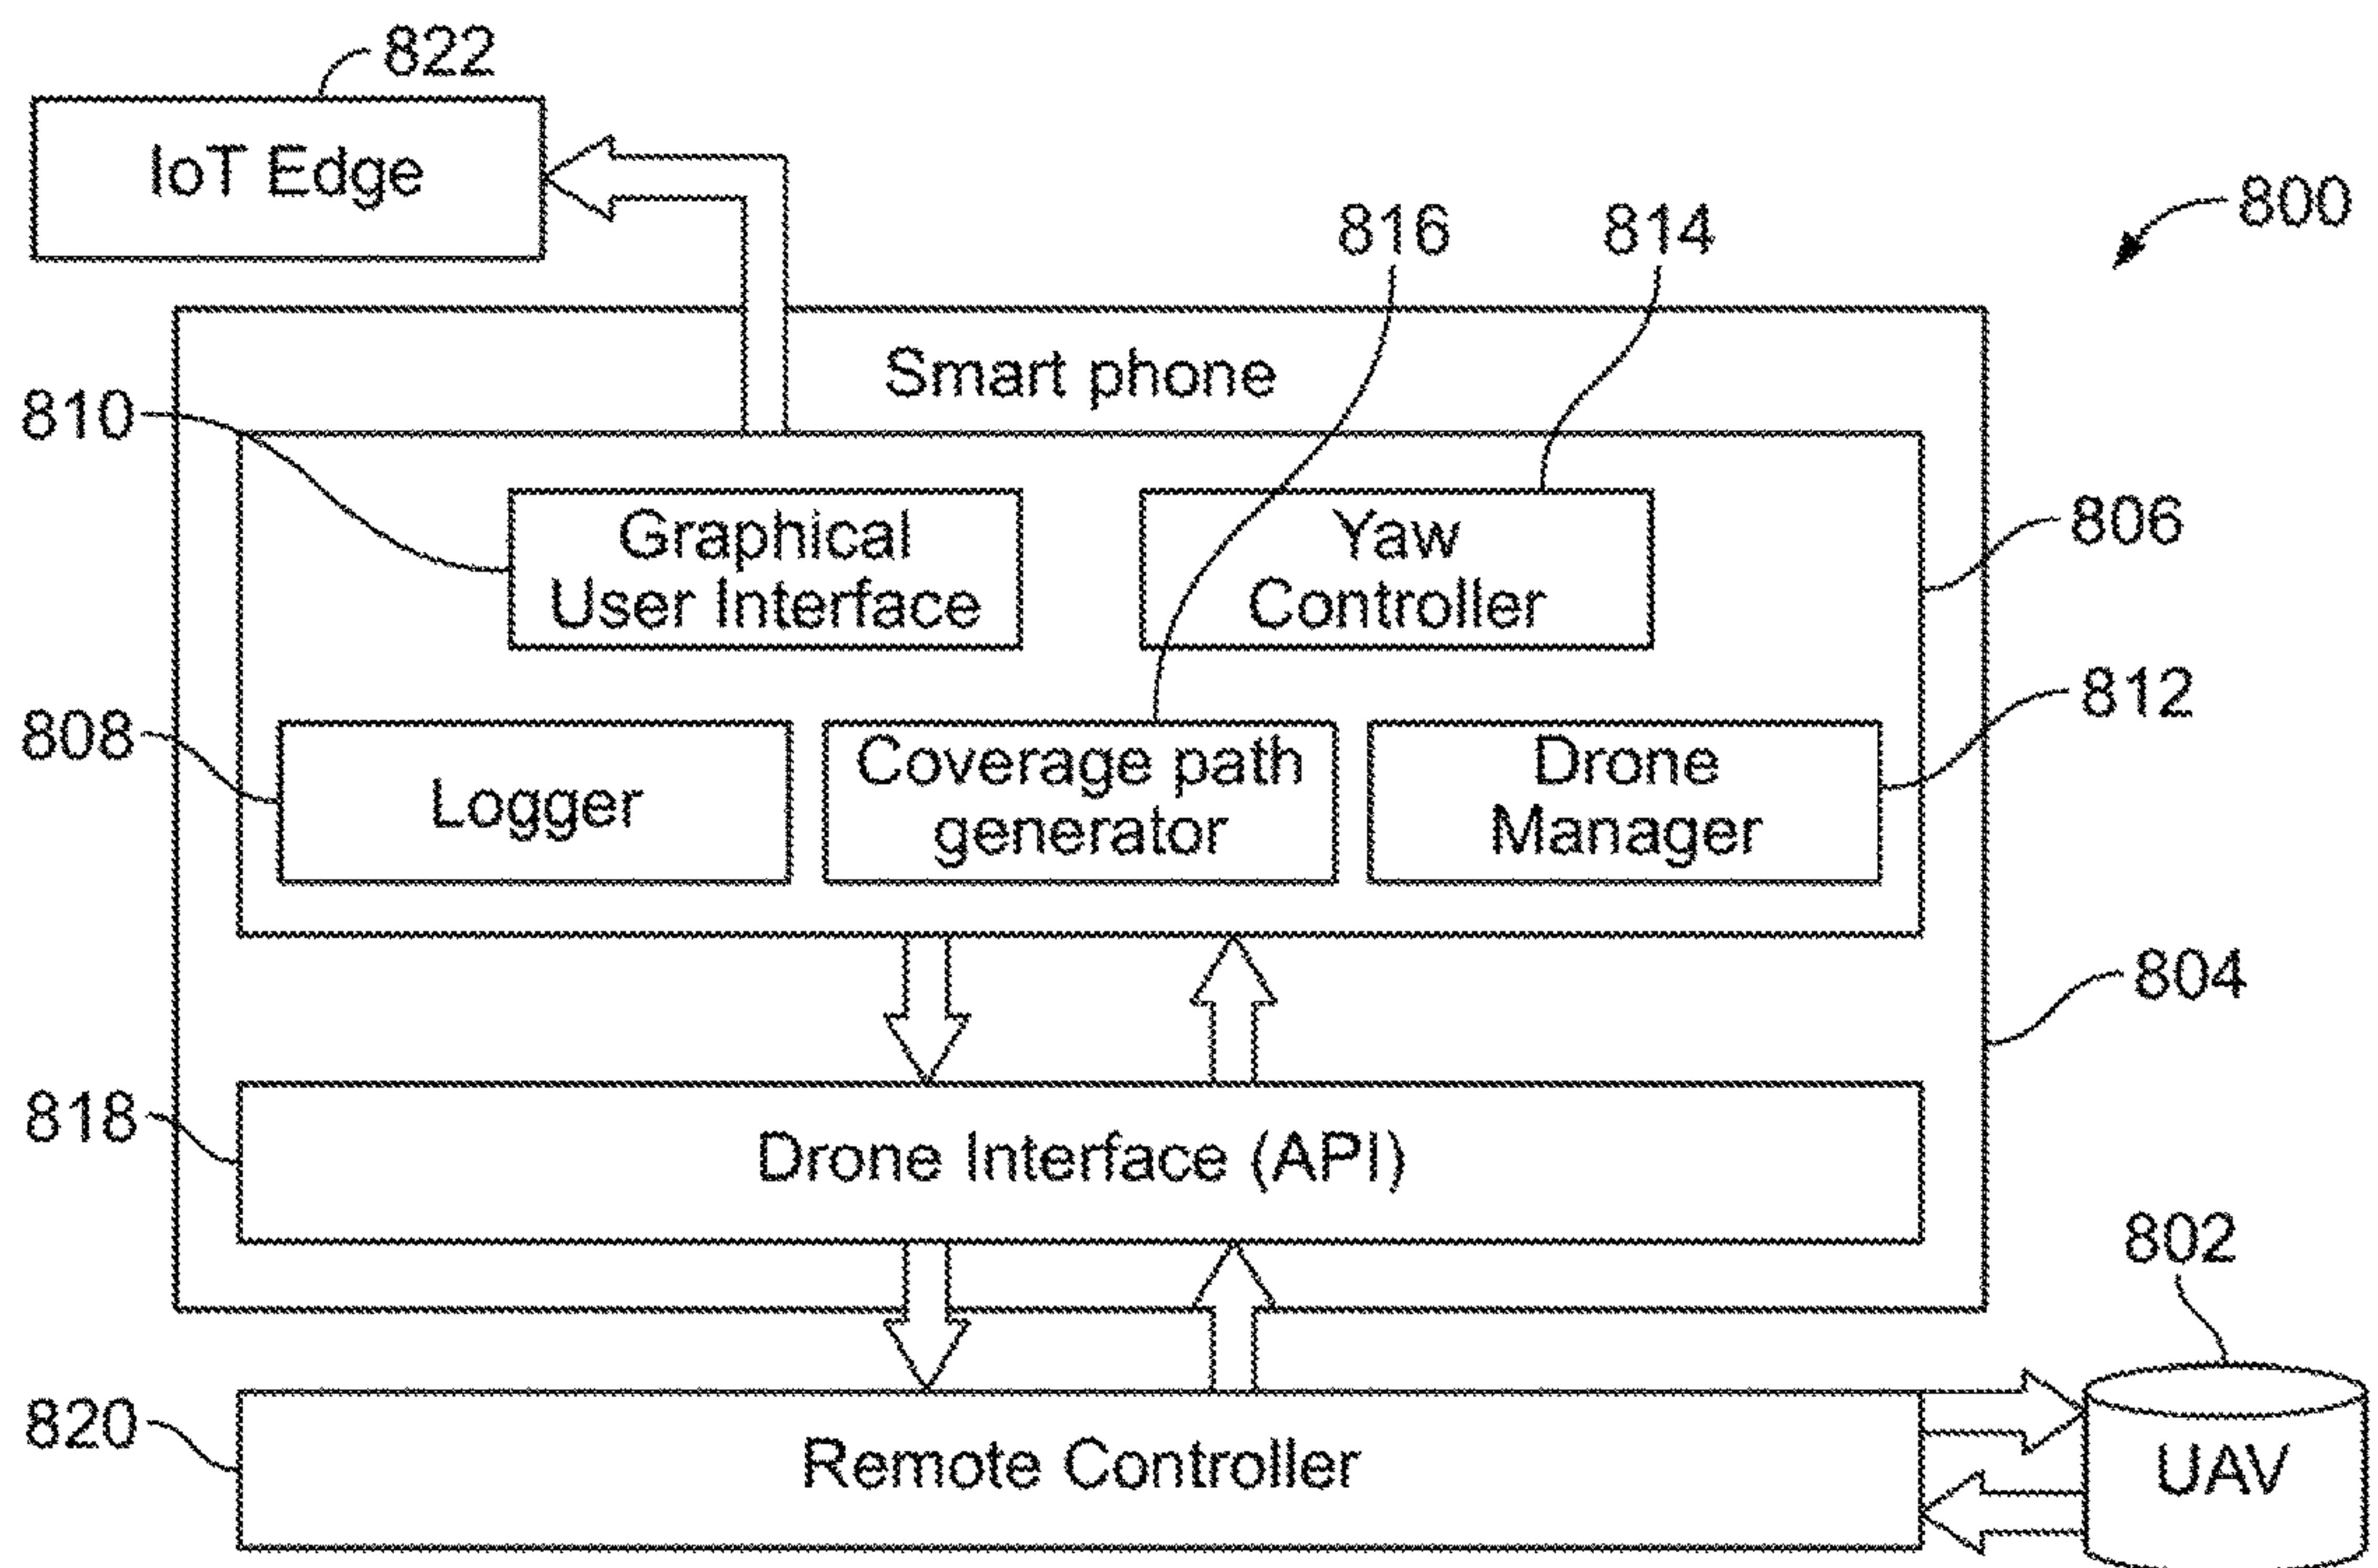 822
IoT Edge
800
816
814
Smart phone
810
Graphical
User Interface
Yaw
Controller
806
812
808
Logger
Coverage path
generator
Drone
Manager
804
818
Drone Interface (API)
802
820
Remote Controller
UAV